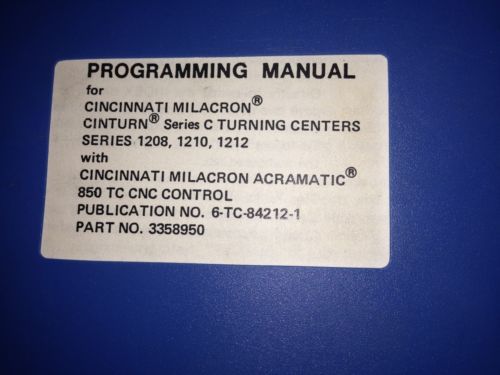 PROGRAMMING MANUAL
for
CINCINNATI MILACRON®
CINTURN® Series C TURNING CENTERS
SERIES 1208, 1210, 1212
with
CINCINNATI MILACRON ACRAMATIC®
850 TC CNC CONTROL
PUBLICATION NO. 6-TC-84212-1
PART NO. 3358950